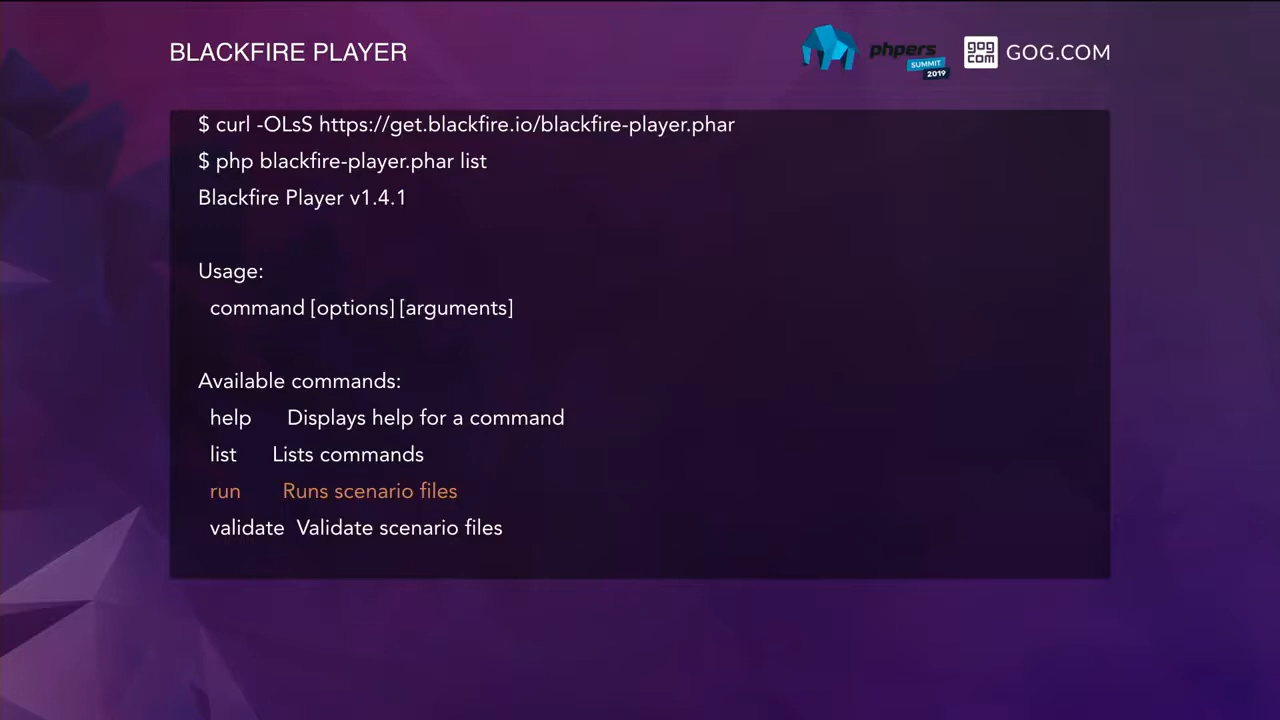 BLACKFIRE PLAYER
phpers
SUMMIT
2019
gog
com
GOG.COM
$ curl -OLsS https://get.blackfire.io/blackfire-player.phar
$ php blackfire-player.phar list
Blackfire Player v1.4.1
Usage:
command [options] [arguments]
Available commands:
help Displays help for a command
list Lists commands
run Runs scenario files
validate Validate scenario files